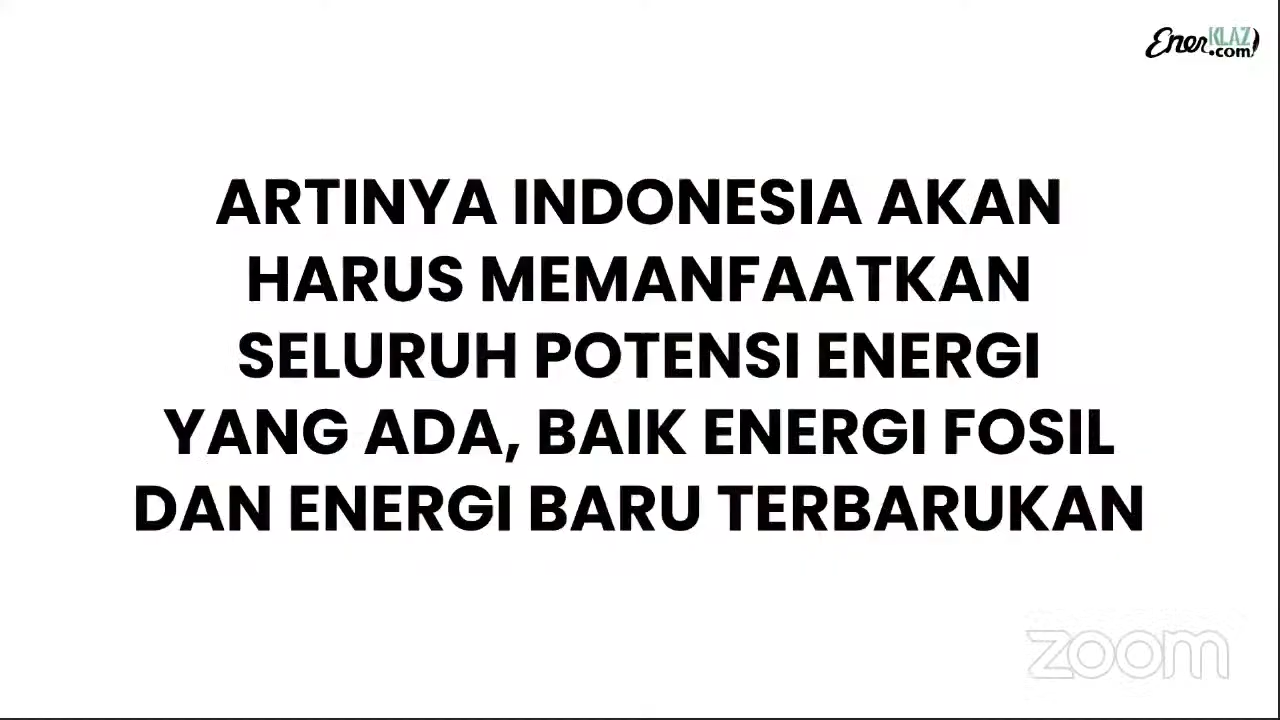 EnerKLAZ
.com
ARTINYA INDONESIA AKAN
HARUS MEMANFAATKAN
SELURUH POTENSI ENERGI
YANG ADA, BAIK ENERGI FOSIL
DAN ENERGI BARU TERBARUKAN
zoom